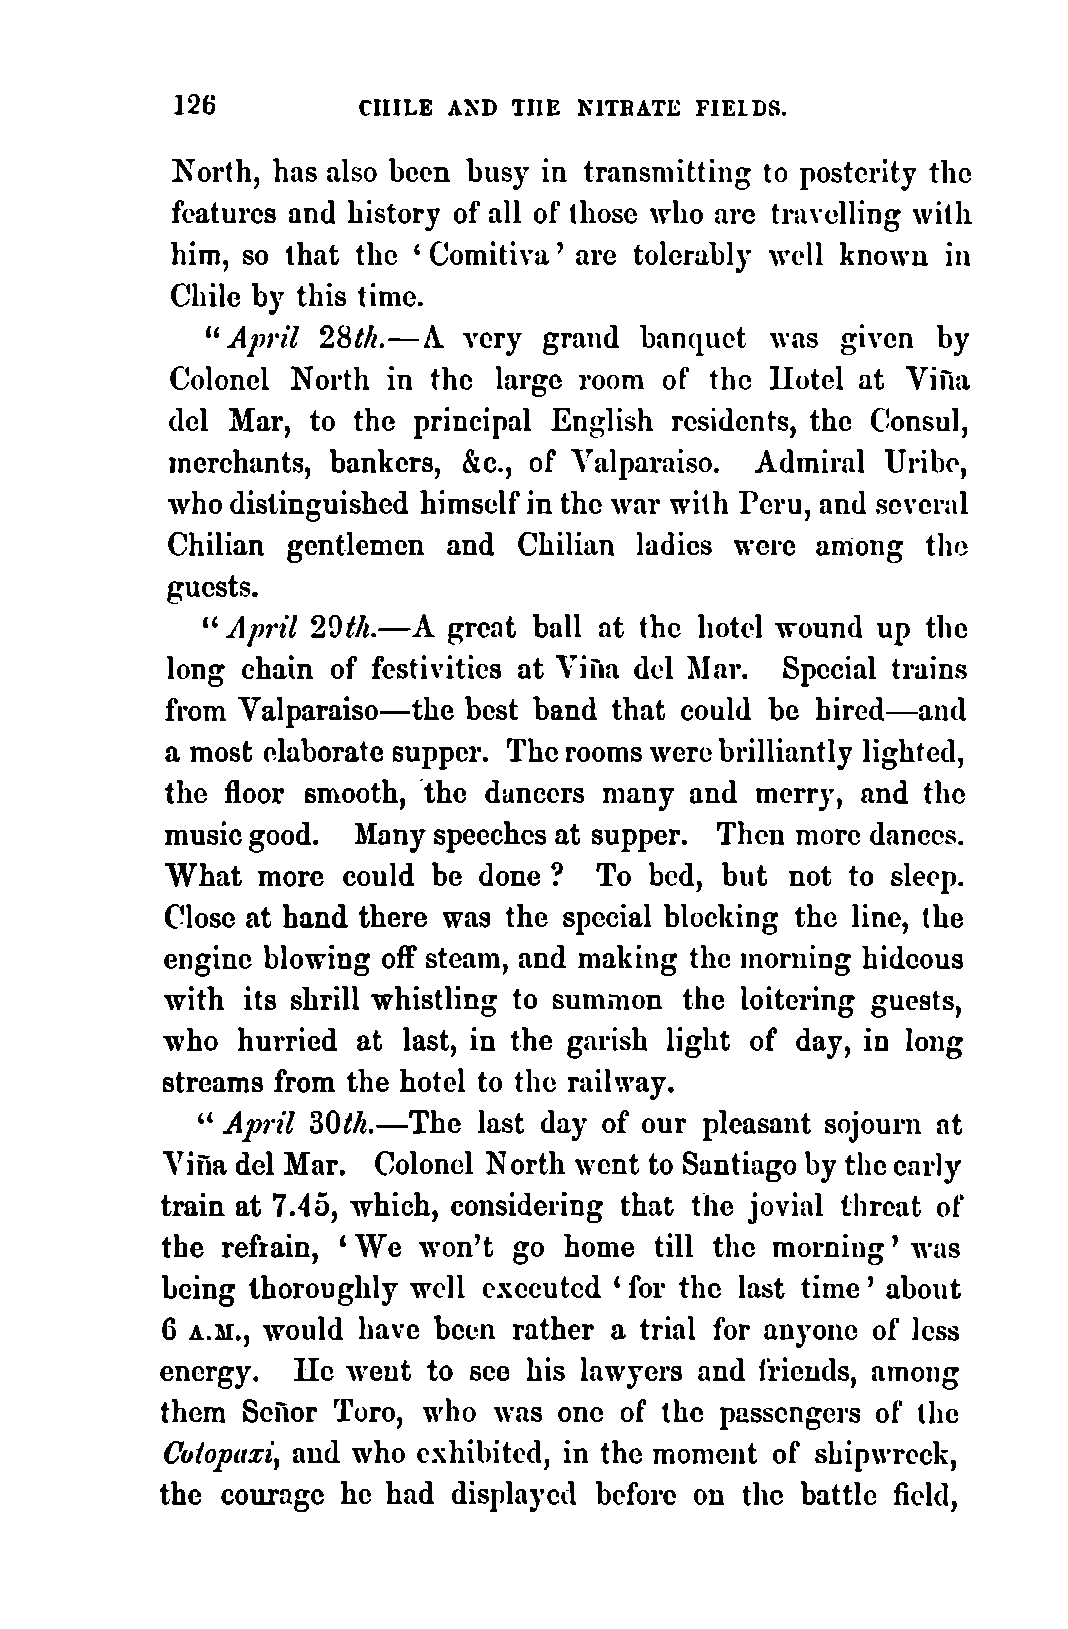 126 CHILE AND THE NITRATE FIELDS.
North, has also been busy in transmitting to posterity the
features and history of all of those who are travelling with
him, so that the ‘Comitiva’ are tolerably well known in
Chile by this time.
“April 28th.—A very grand banquet was given by
Colonel North in the large room of the Hotel at Viña
del Mar, to the principal English residents, the Consul,
merchants, bankers, &c., of Valparaiso. Admiral Uribe,
who distinguished himself in the war with Peru, and several
Chilian gentlemen and Chilian ladies were among the
guests.
“April 29th.—A great ball at the hotel wound up the
long chain of festivities at Viña del Mar. Special trains
from Valparaiso—the best band that could be hired—and
a most elaborate supper. The rooms were brilliantly lighted,
the floor smooth, the dancers many and merry, and the
music good. Many speeches at supper. Then more dances.
What more could be done? To bed, but not to sleep.
Close at hand there was the special blocking the line, the
engine blowing off steam, and making the morning hideous
with its shrill whistling to summon the loitering guests,
who hurried at last, in the garish light of day, in long
streams from the hotel to the railway.
“April 30th.—The last day of our pleasant sojourn at
Viña del Mar. Colonel North went to Santiago by the early
train at 7.45, which, considering that the jovial threat of
the refrain, ‘We won’t go home till the morning’ was
being thoroughly well executed ‘for the last time’ about
6 A.M., would have been rather a trial for anyone of less
energy. He went to see his lawyers and friends, among
them Señor Toro, who was one of the passengers of the
Cotopaxi, and who exhibited, in the moment of shipwreck,
the courage he had displayed before on the battle field,